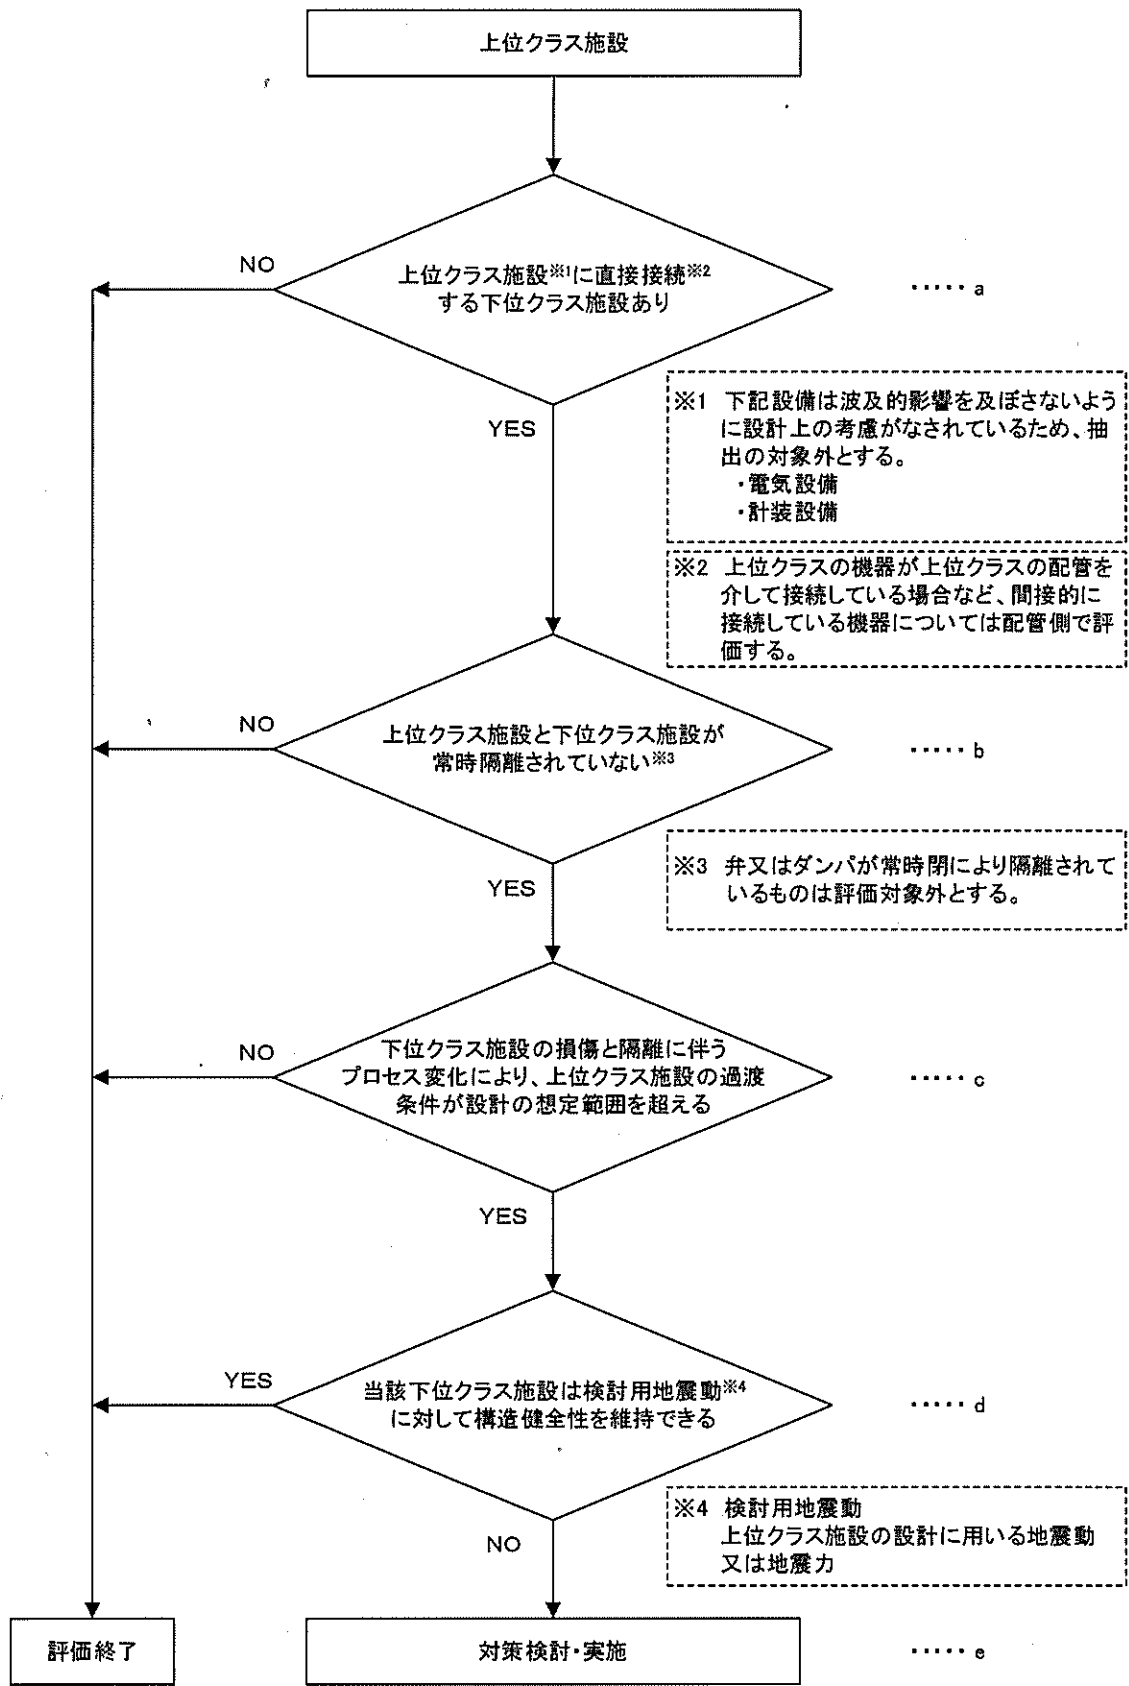 上位クラス施設
NO
上位クラス施設※1に直接接続※2
する下位クラス施設あり
・・・・・ a
YES
※1 下記設備は波及的影響を及ぼさないよう
に設計上の考慮がなされているため、抽
出の対象外とする。
・電気設備
・計装設備
※2 上位クラスの機器が上位クラスの配管を
介して接続している場合など、間接的に
接続している機器については配管側で評
価する。
NO
上位クラス施設と下位クラス施設が
常時隔離されていない※3
・・・・・ b
YES
※3 弁又はダンパが常時閉により隔離されて
いるものは評価対象外とする。
NO
下位クラス施設の損傷と隔離に伴う
プロセス変化により、上位クラス施設の過渡
条件が設計の想定範囲を超える
・・・・・ c
YES
YES
当該下位クラス施設は検討用地震動※4
に対して構造健全性を維持できる
・・・・・ d
NO
※4 検討用地震動
上位クラス施設の設計に用いる地震動
又は地震力
評価終了
対策検討・実施
・・・・・ e